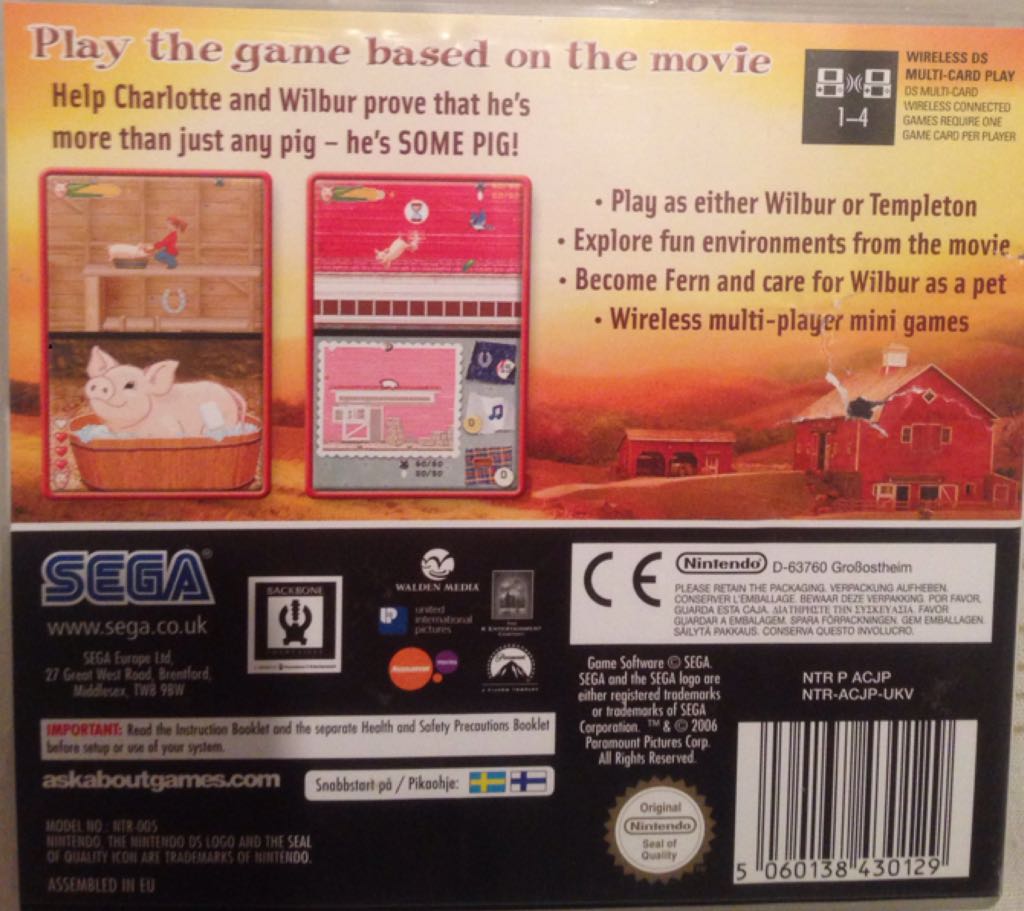 Play the game based on the movie
Help Charlotte and Wilbur prove that he's
more than just any pig – he's SOME PIG!
1-4
WIRELESS DS
MULTI-CARD PLAY
DS MULTI-CARD
WIRELESS CONNECTED
GAMES REQUIRE ONE
GAME CARD PER PLAYER
• Play as either Wilbur or Templeton
• Explore fun environments from the movie
• Become Fern and care for Wilbur as a pet
• Wireless multi-player mini games
SEGA®
www.sega.co.uk
SEGA Europe Ltd,
27 Great West Road, Brentford,
Middlesex, TW8 9BW
BACKBONE
WALDEN MEDIA
united
international
pictures
Paramount
CE
Nintendo D-63760 Großostheim
PLEASE RETAIN THE PACKAGING. VERPACKUNG AUFHEBEN.
CONSERVER L'EMBALLAGE. BEWAAR DEZE VERPAKKING. POR FAVOR,
GUARDA ESTA CAJA. ΔΙΑΤΗΡΗΣΤΕ ΤΗΝ ΣΥΣΚΕΥΑΣΙΑ. FAVOR
GUARDAR A EMBALAGEM. SPARA FÖRPACKNINGEN. GEM EMBALLAGEN.
SÄILYTÄ PAKKAUS. CONSERVA QUESTO INVOLUCRO.
Game Software © SEGA.
SEGA and the SEGA logo are
either registered trademarks
or trademarks of SEGA
Corporation. ™ & © 2006
Paramount Pictures Corp.
All Rights Reserved.
NTR P ACJP
NTR-ACJP-UKV
IMPORTANT: Read the Instruction Booklet and the separate Health and Safety Precautions Booklet
before setup or use of your system.
askaboutgames.com
Snabbstart på / Pikaohje:
MODEL NO.: NTR-005
NINTENDO, THE NINTENDO DS LOGO AND THE SEAL
OF QUALITY ICON ARE TRADEMARKS OF NINTENDO.
ASSEMBLED IN EU
Original
Nintendo
Seal of
Quality
5 060138 430129